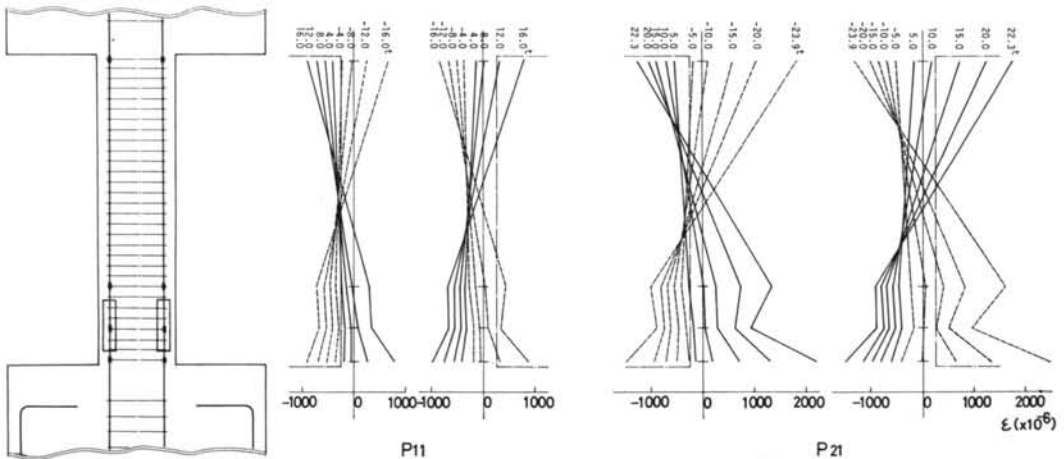 16.0 12.0 8.0 4.0 -4.0 -8.0 -12.0 -16.0t
-16.0 -12.0 -8.0 -4.0 4.0 8.0 12.0 16.0t
22.3 20.0 15.0 10.0 5.0 -5.0 -10.0 -15.0 -20.0 -23.9t
-23.9 -20.0 -15.0 -10.0 -5.0 5.0 10.0 15.0 20.0 22.3t
-1000 0 1000 -1000 0 1000
-1000 0 1000 2000 -1000 0 1000 2000
ε(x10⁻⁶)
P11
P21